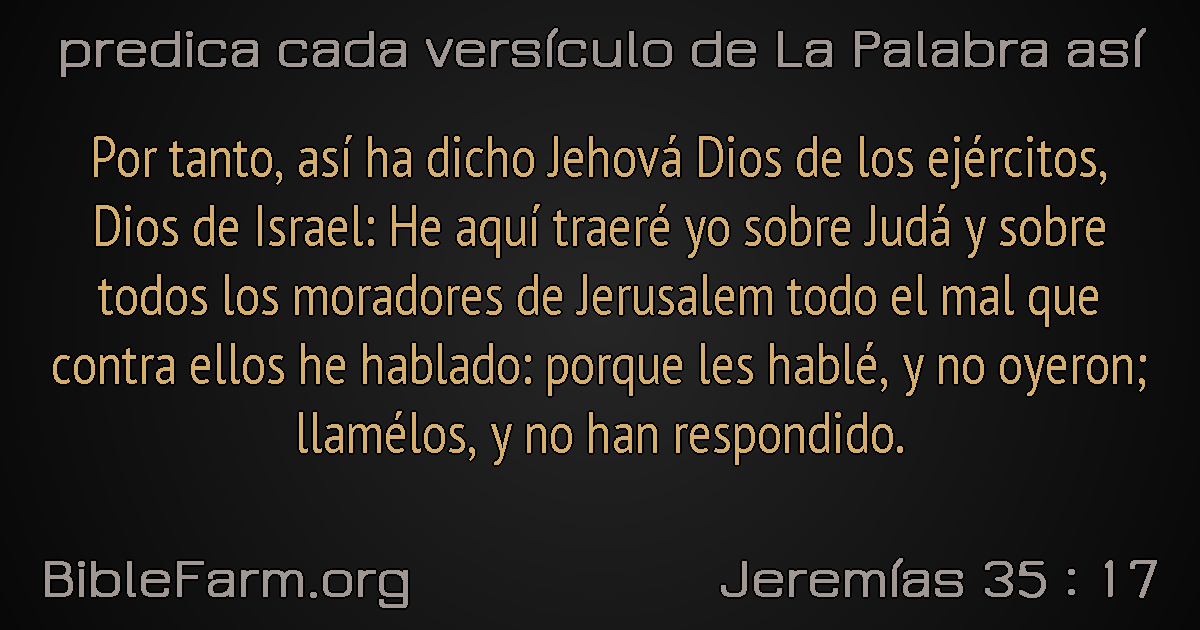 predica cada versículo de La Palabra así
Por tanto, así ha dicho Jehová Dios de los ejércitos,
Dios de Israel: He aquí traeré yo sobre Judá y sobre
todos los moradores de Jerusalem todo el mal que
contra ellos he hablado: porque les hablé, y no oyeron;
llamélos, y no han respondido.
BibleFarm.org
Jeremías 35 : 17